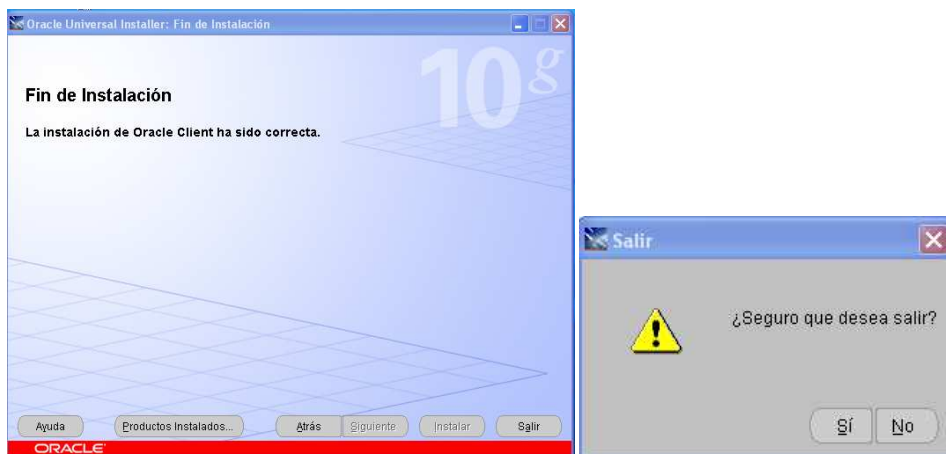 Oracle Universal Installer: Fin de Instalación
10g
Fin de Instalación
La instalación de Oracle Client ha sido correcta.
Ayuda
Productos Instalados...
Atrás
Siguiente
Instalar
Salir
ORACLE
Salir
¿Seguro que desea salir?
Sí
No